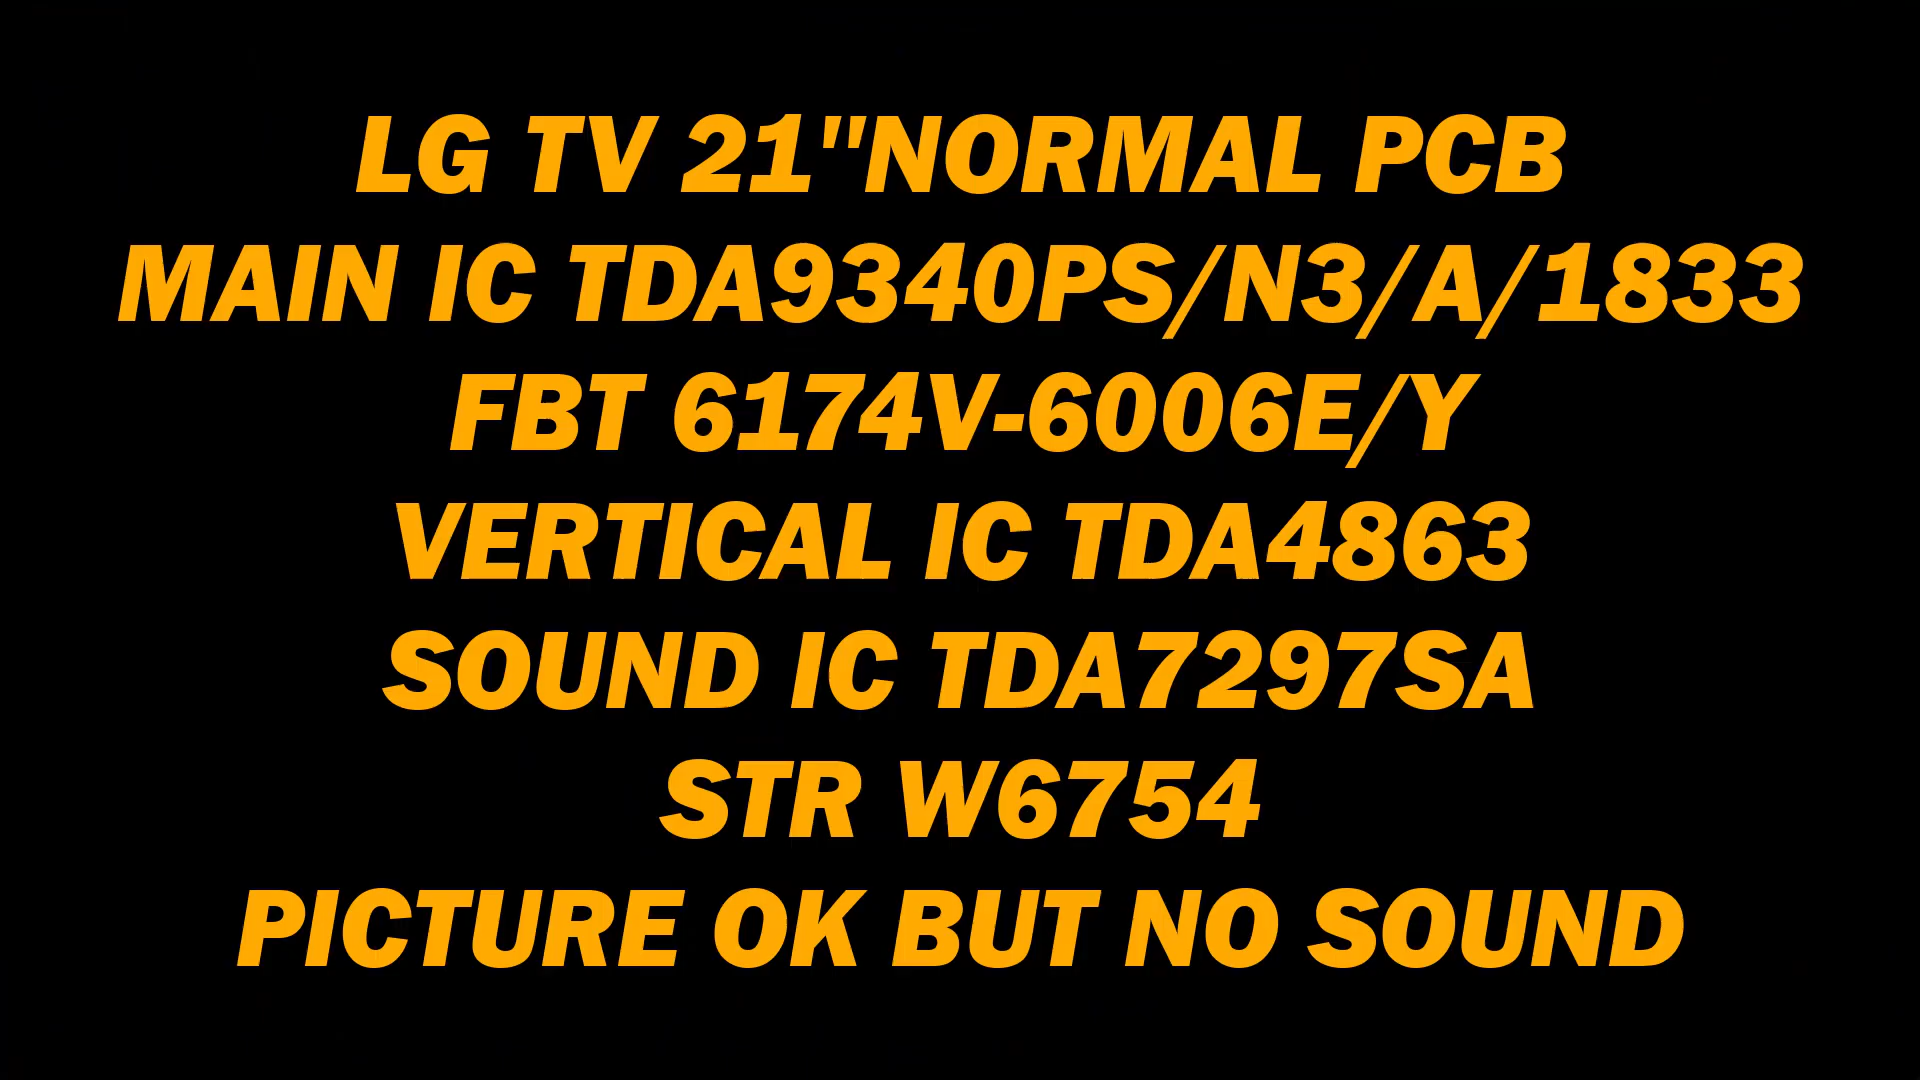 LG TV 21"NORMAL PCB
MAIN IC TDA9340PS/N3/A/1833
FBT 6174V-6006E/Y
VERTICAL IC TDA4863
SOUND IC TDA7297SA
STR W6754
PICTURE OK BUT NO SOUND